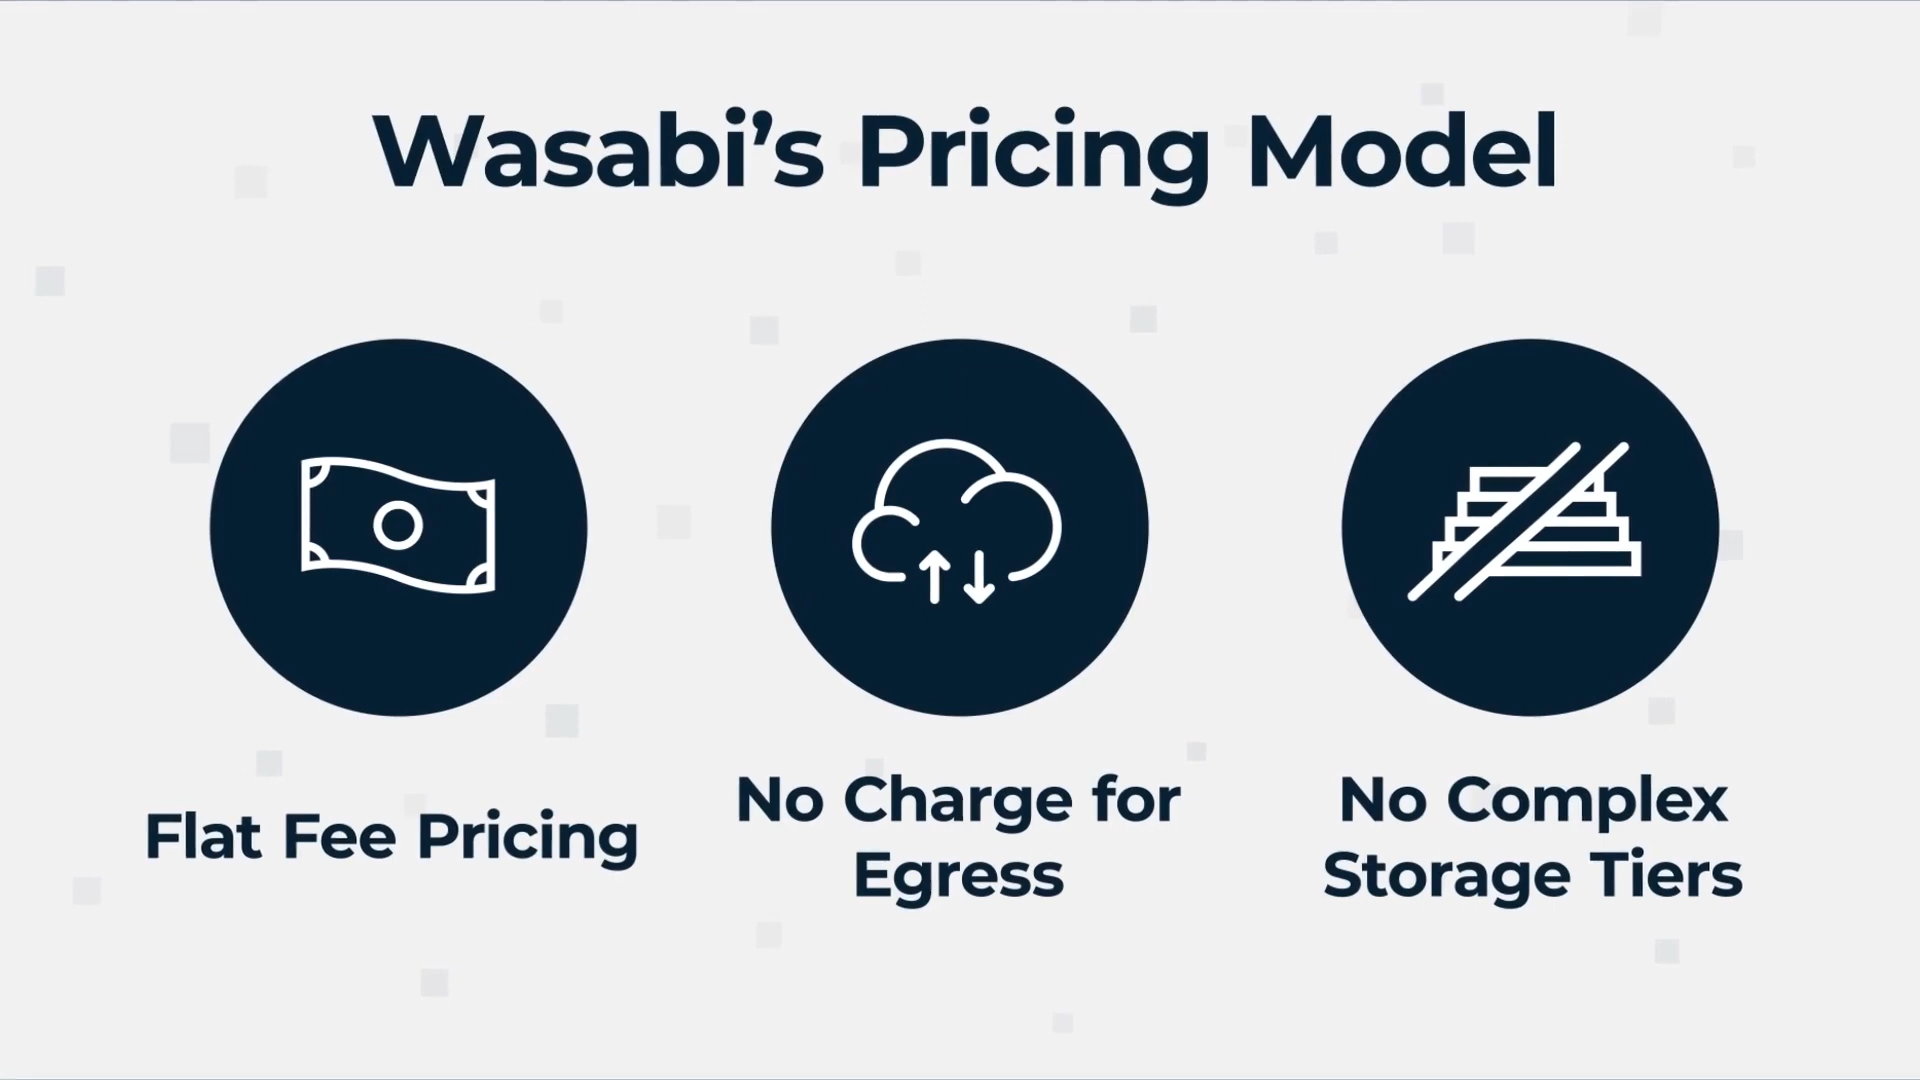 Wasabi’s Pricing Model
Flat Fee Pricing
No Charge for
Egress
No Complex
Storage Tiers